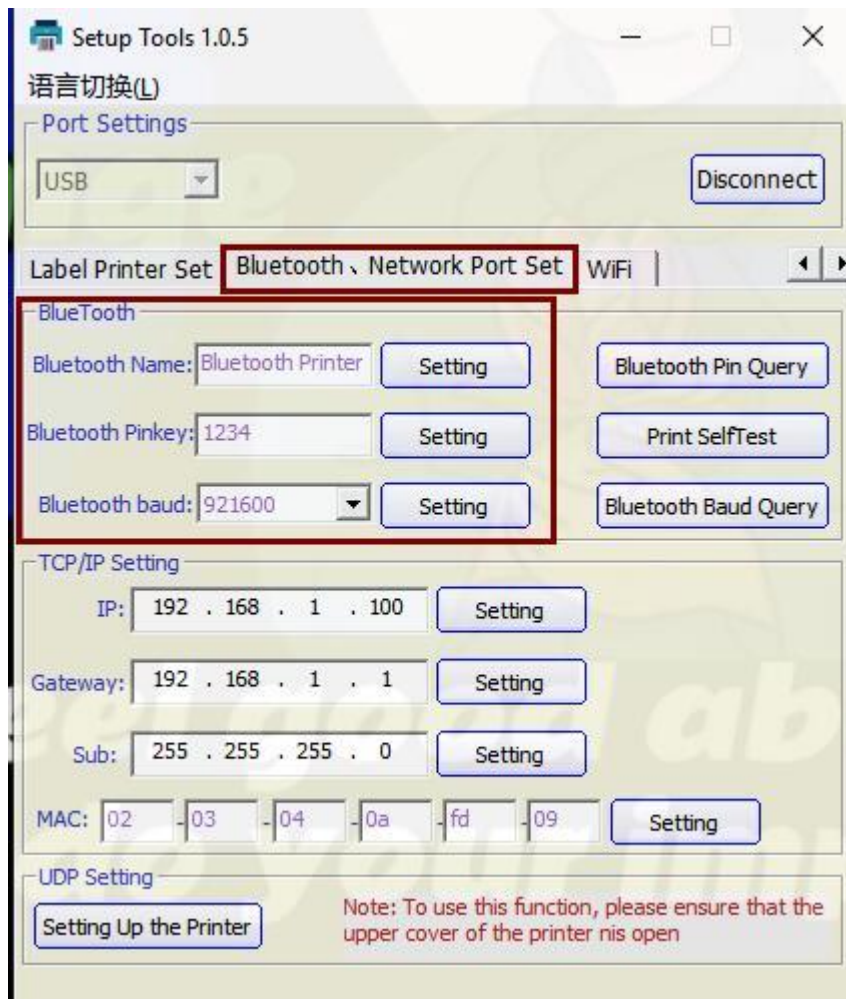 Setup Tools 1.0.5
语言切换(L)
Port Settings
USB
Disconnect
Label Printer Set
Bluetooth、Network Port Set
WiFi
BlueTooth
Bluetooth Name: Bluetooth Printer Setting
Bluetooth Pin Query
Bluetooth Pinkey: 1234 Setting
Print SelfTest
Bluetooth baud: 921600 Setting
Bluetooth Baud Query
TCP/IP Setting
IP: 192 . 168 . 1 . 100 Setting
Gateway: 192 . 168 . 1 . 1 Setting
Sub: 255 . 255 . 255 . 0 Setting
MAC: 02 -03 -04 -0a -fd -09 Setting
UDP Setting
Setting Up the Printer
Note: To use this function, please ensure that the
upper cover of the printer nis open